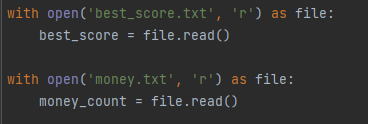 with open('best_score.txt', 'r') as file:
    best_score = file.read()
with open('money.txt', 'r') as file:
    money_count = file.read()